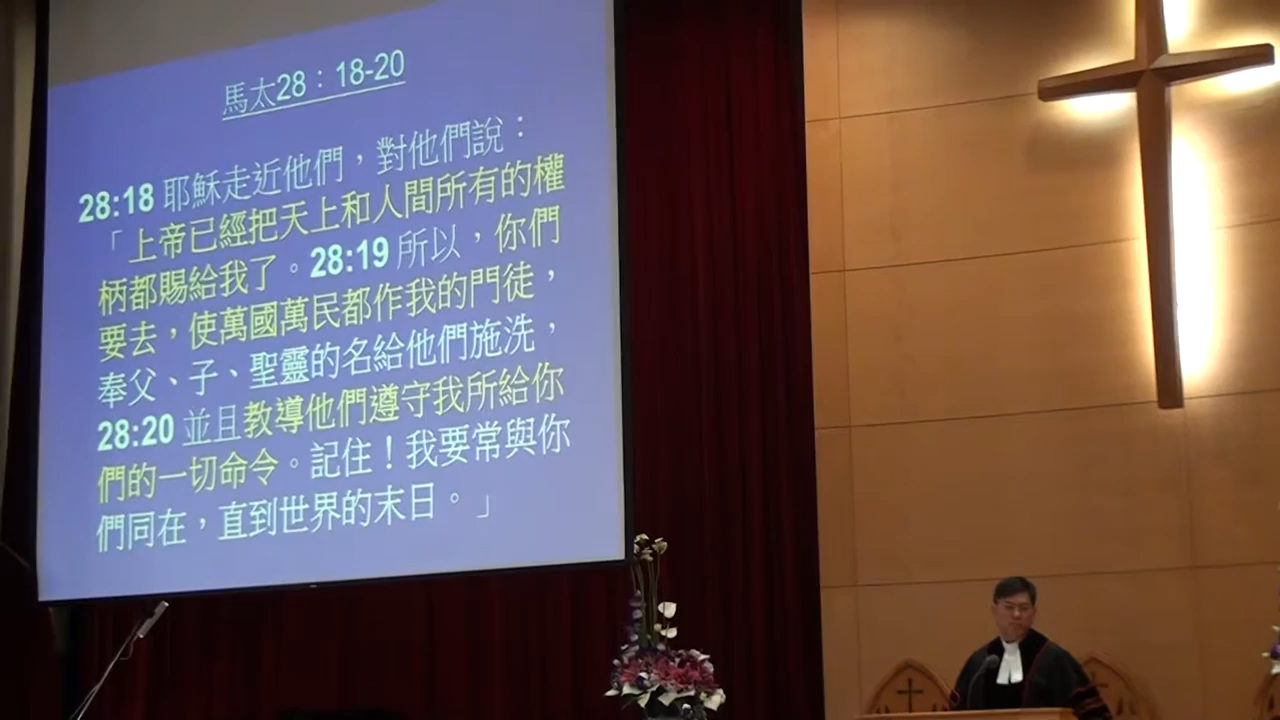 馬太28：18-20
28:18 耶穌走近他們，對他們說：
「上帝已經把天上和人間所有的權
柄都賜給我了。28:19 所以，你們
要去，使萬國萬民都作我的門徒，
奉父、子、聖靈的名給他們施洗，
28:20 並且教導他們遵守我所給你
們的一切命令。記住！我要常與你
們同在，直到世界的末日。」